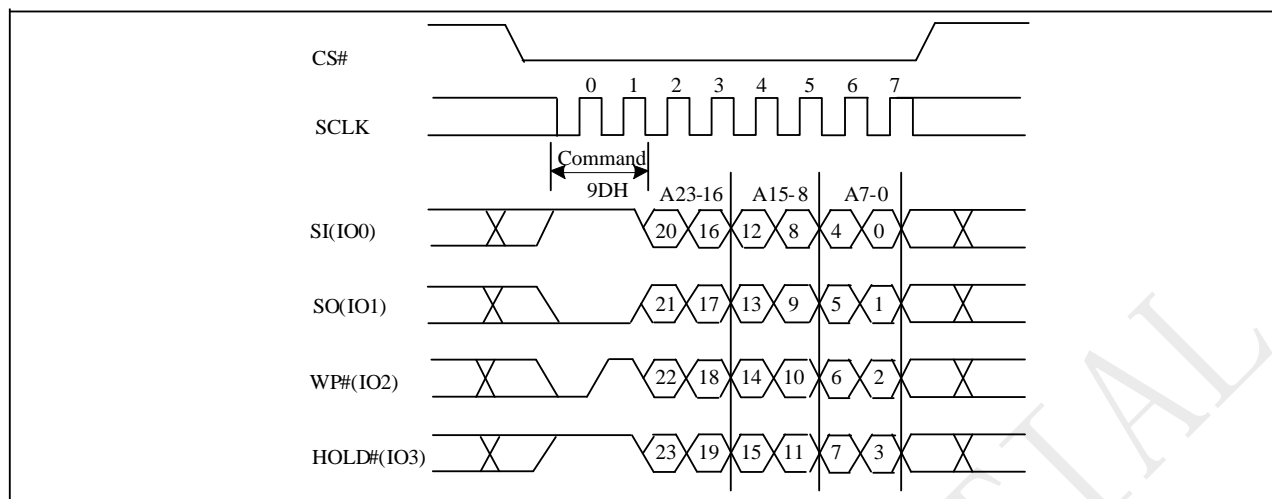 CS#
0 1 2 3 4 5 6 7
SCLK
Command
9DH
A23-16 A15-8 A7-0
SI(IO0) 20 16 12 8 4 0
SO(IO1) 21 17 13 9 5 1
WP#(IO2) 22 18 14 10 6 2
HOLD#(IO3) 23 19 15 11 7 3